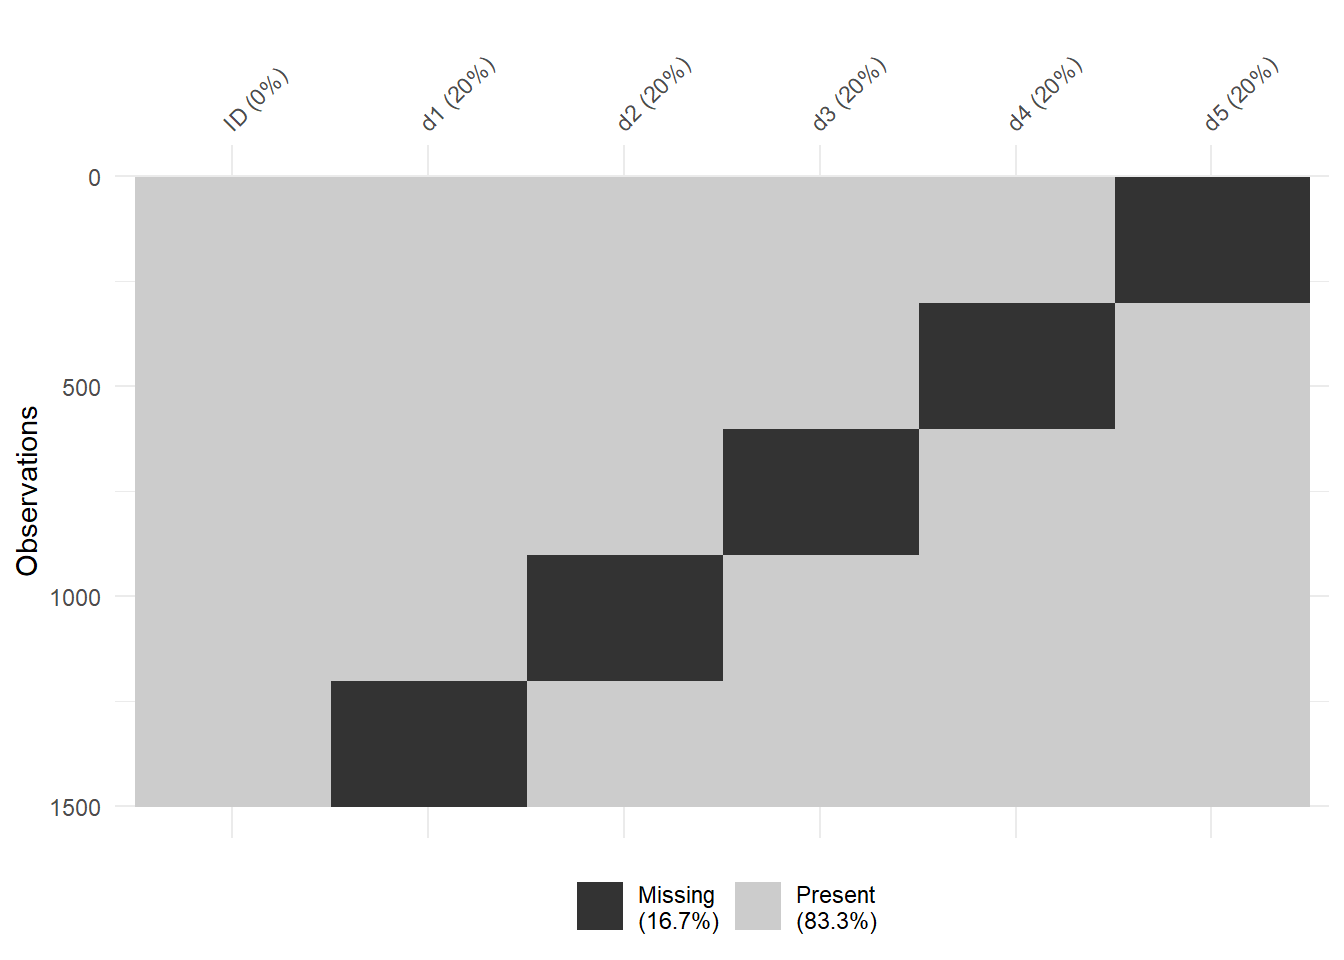 ID (0%)
d1 (20%)
d2 (20%)
d3 (20%)
d4 (20%)
d5 (20%)
0
500
1000
1500
Observations
Missing
(16.7%)
Present
(83.3%)